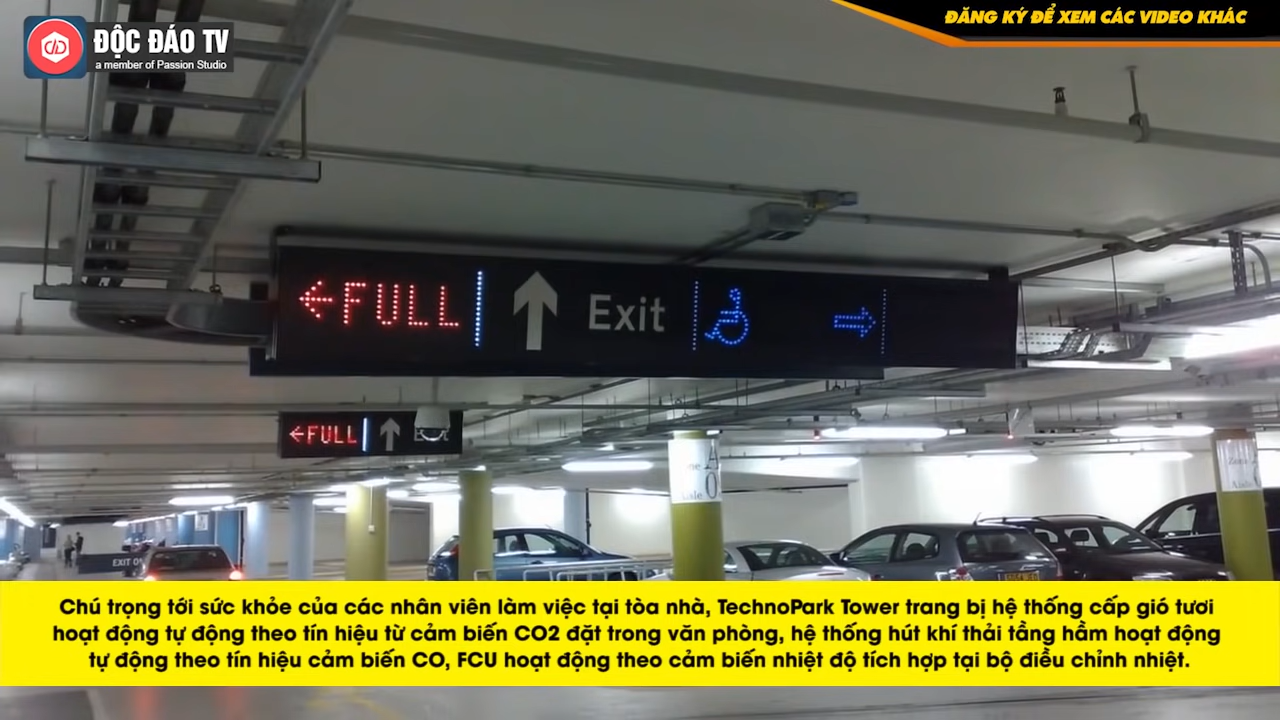 ĐĂNG KÝ ĐỂ XEM CÁC VIDEO KHÁC
ĐỘC ĐÁO TV
a member of Passion Studio
FULL
Exit
FULL
A
Aisle 0
EXIT
Chú trọng tới sức khỏe của các nhân viên làm việc tại tòa nhà, TechnoPark Tower trang bị hệ thống cấp gió tươi
hoạt động tự động theo tín hiệu từ cảm biến CO2 đặt trong văn phòng, hệ thống hút khí thải tầng hầm hoạt động
tự động theo tín hiệu cảm biến CO, FCU hoạt động theo cảm biến nhiệt độ tích hợp tại bộ điều chỉnh nhiệt.